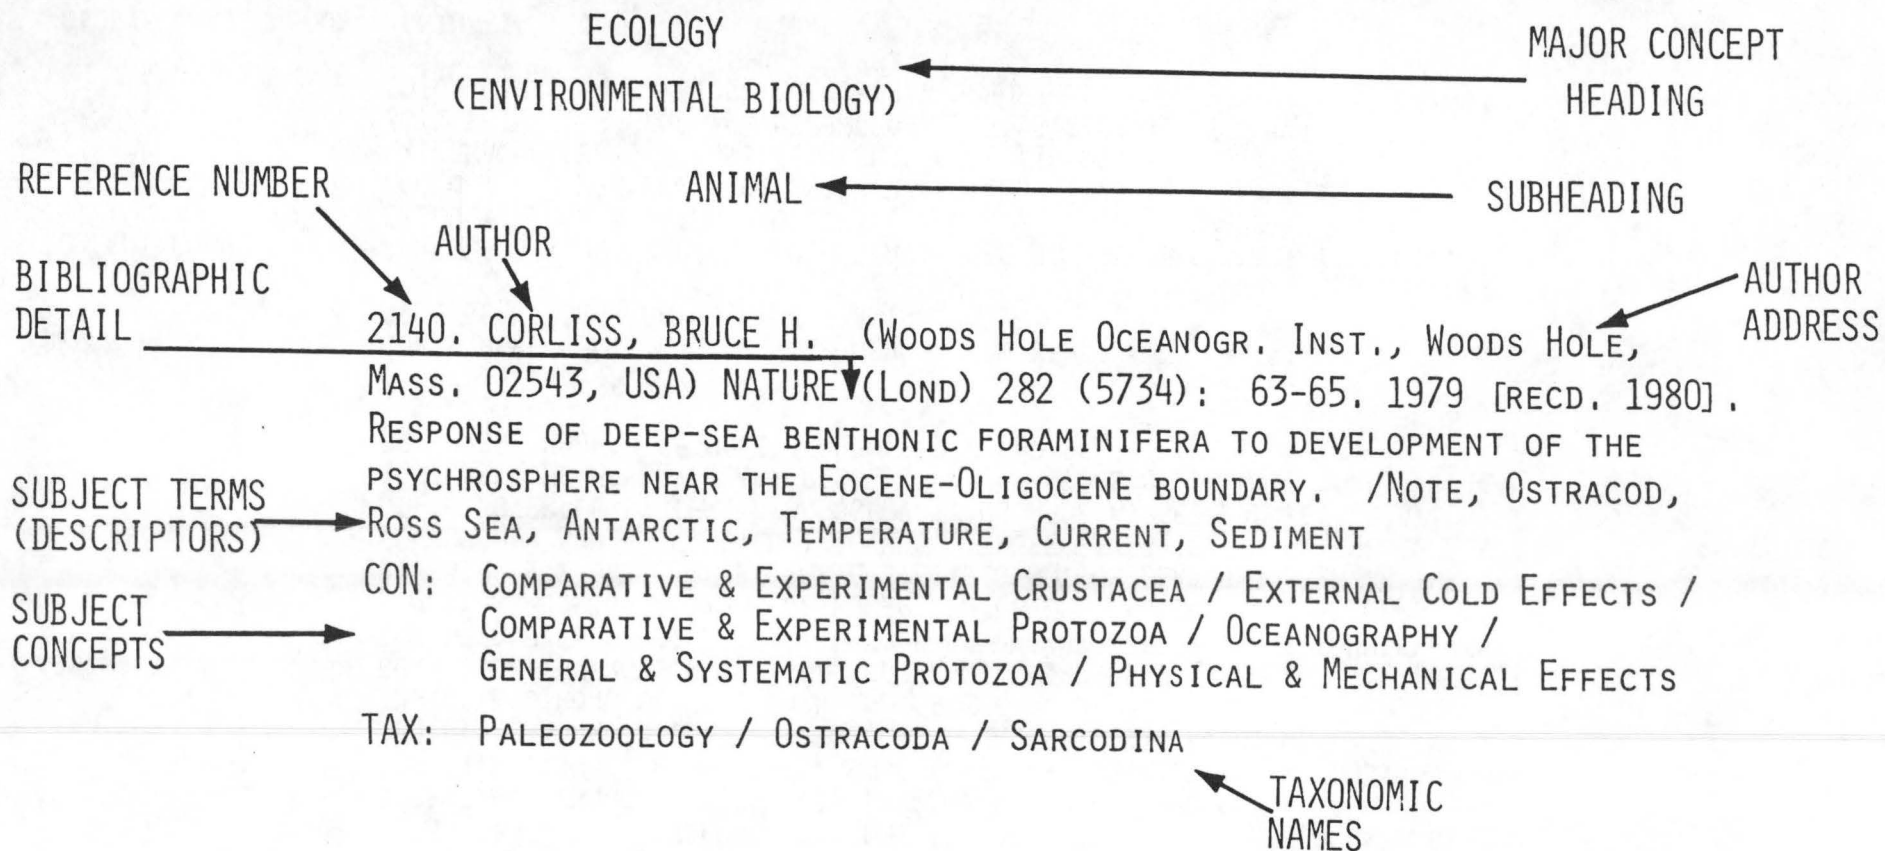 ECOLOGY
(ENVIRONMENTAL BIOLOGY)
MAJOR CONCEPT
HEADING
REFERENCE NUMBER
ANIMAL
SUBHEADING
AUTHOR
BIBLIOGRAPHIC
DETAIL
AUTHOR
ADDRESS
2140. CORLISS, BRUCE H. (WOODS HOLE OCEANOGR. INST., WOODS HOLE,
MASS. 02543, USA) NATURE (LOND) 282 (5734): 63-65. 1979 [RECD. 1980].
RESPONSE OF DEEP-SEA BENTHONIC FORAMINIFERA TO DEVELOPMENT OF THE
PSYCHROSPHERE NEAR THE EOCENE-OLIGOCENE BOUNDARY. /NOTE, OSTRACOD,
SUBJECT TERMS
(DESCRIPTORS)
ROSS SEA, ANTARCTIC, TEMPERATURE, CURRENT, SEDIMENT
SUBJECT
CONCEPTS
CON: COMPARATIVE & EXPERIMENTAL CRUSTACEA / EXTERNAL COLD EFFECTS /
COMPARATIVE & EXPERIMENTAL PROTOZOA / OCEANOGRAPHY /
GENERAL & SYSTEMATIC PROTOZOA / PHYSICAL & MECHANICAL EFFECTS
TAX: PALEOZOOLOGY / OSTRACODA / SARCODINA
TAXONOMIC
NAMES